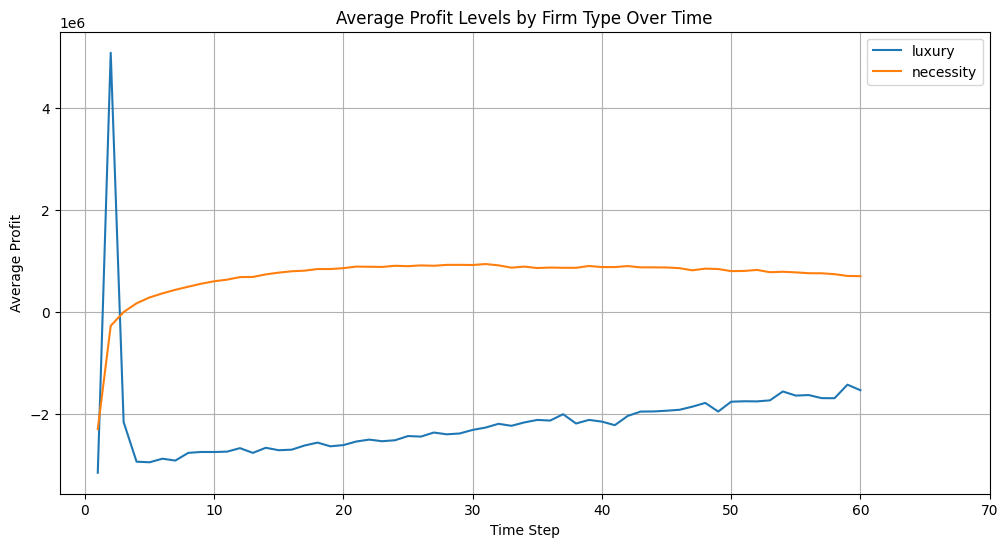 Average Profit Levels by Firm Type Over Time
1e6
luxury
necessity
Average Profit
4
2
0
−2
0 10 20 30 40 50 60 70
Time Step